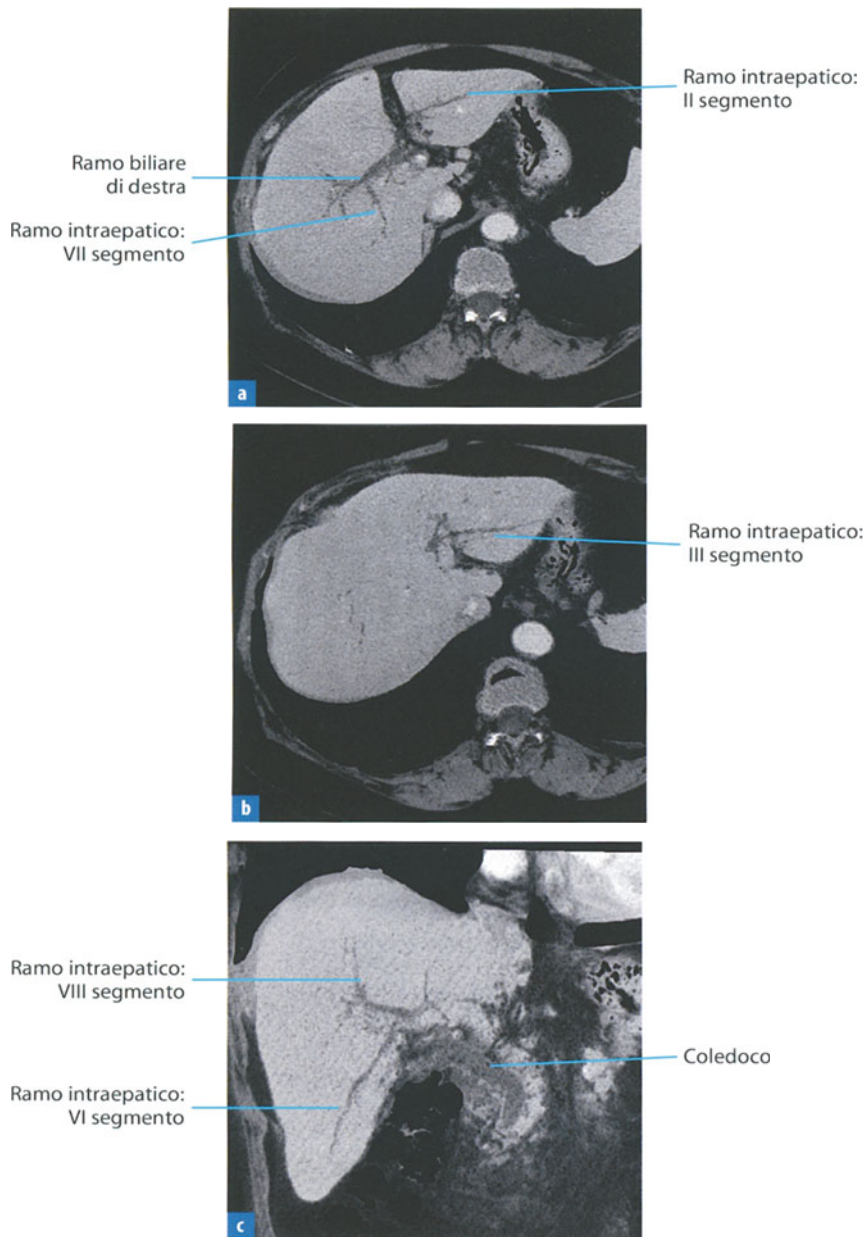 Ramo intraepatico:
II segmento
Ramo biliare
di destra
Ramo intraepatico:
VII segmento
a
Ramo intraepatico:
III segmento
b
Ramo intraepatico:
VIII segmento
Coledoco
Ramo intraepatico:
VI segmento
c